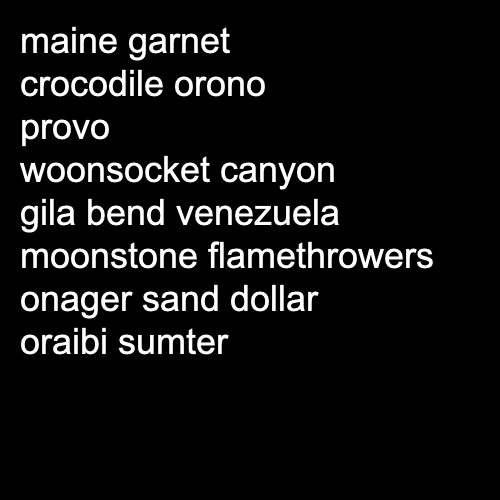 maine garnet
crocodile orono
provo
woonsocket canyon
gila bend venezuela
moonstone flamethrowers
onager sand dollar
oraibi sumter